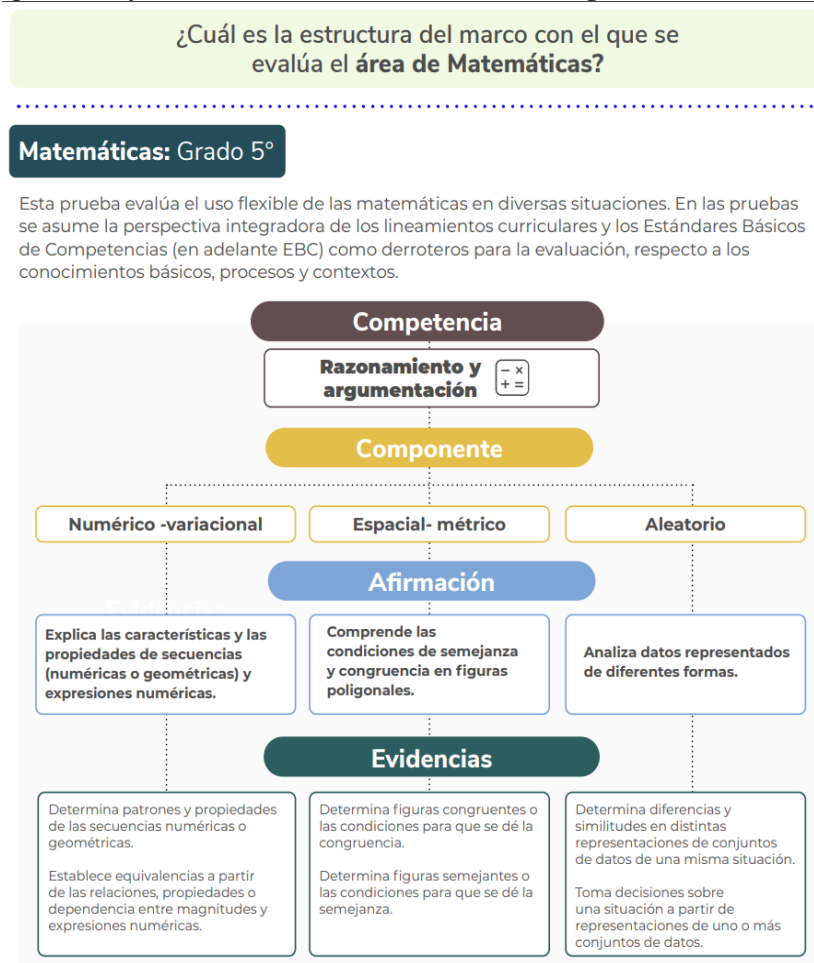 ¿Cuál es la estructura del marco con el que se
evalúa el área de Matemáticas?
Matemáticas: Grado 5°
Esta prueba evalúa el uso flexible de las matemáticas en diversas situaciones. En las pruebas
se asume la perspectiva integradora de los lineamientos curriculares y los Estándares Básicos
de Competencias (en adelante EBC) como derroteros para la evaluación, respecto a los
conocimientos básicos, procesos y contextos.
Competencia
Razonamiento y
argumentación
− ×
+ =
Componente
Numérico -variacional
Espacial- métrico
Aleatorio
Afirmación
Evidencias
Explica las características y las
propiedades de secuencias
(numéricas o geométricas) y
expresiones numéricas.
Comprende las
condiciones de semejanza
y congruencia en figuras
poligonales.
Analiza datos representados
de diferentes formas.
Evidencias
Determina patrones y propiedades
de las secuencias numéricas o
geométricas.
Establece equivalencias a partir
de las relaciones, propiedades o
dependencia entre magnitudes y
expresiones numéricas.
Determina figuras congruentes o
las condiciones para que se dé la
congruencia.
Determina figuras semejantes o
las condiciones para que se dé la
semejanza.
Determina diferencias y
similitudes en distintas
representaciones de conjuntos
de datos de una misma situación.
Toma decisiones sobre
una situación a partir de
representaciones de uno o más
conjuntos de datos.